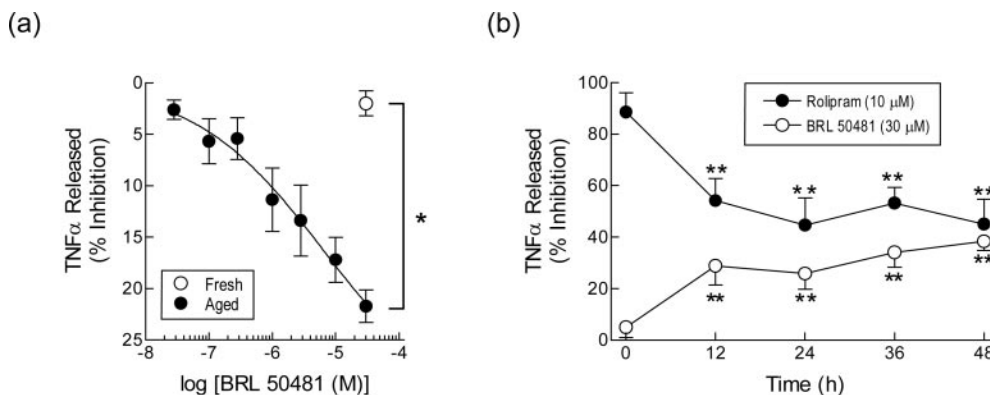 (a)
TNFα Released
(% Inhibition)
0
5
10
15
20
25
-8
-7
-6
-5
-4
log [BRL 50481 (M)]
Fresh
Aged
*
(b)
TNFα Released
(% Inhibition)
100
80
60
40
20
0
0
12
24
36
48
Time (h)
Rolipram (10 µM)
BRL 50481 (30 µM)
**
**
**
**
**
**
**
**